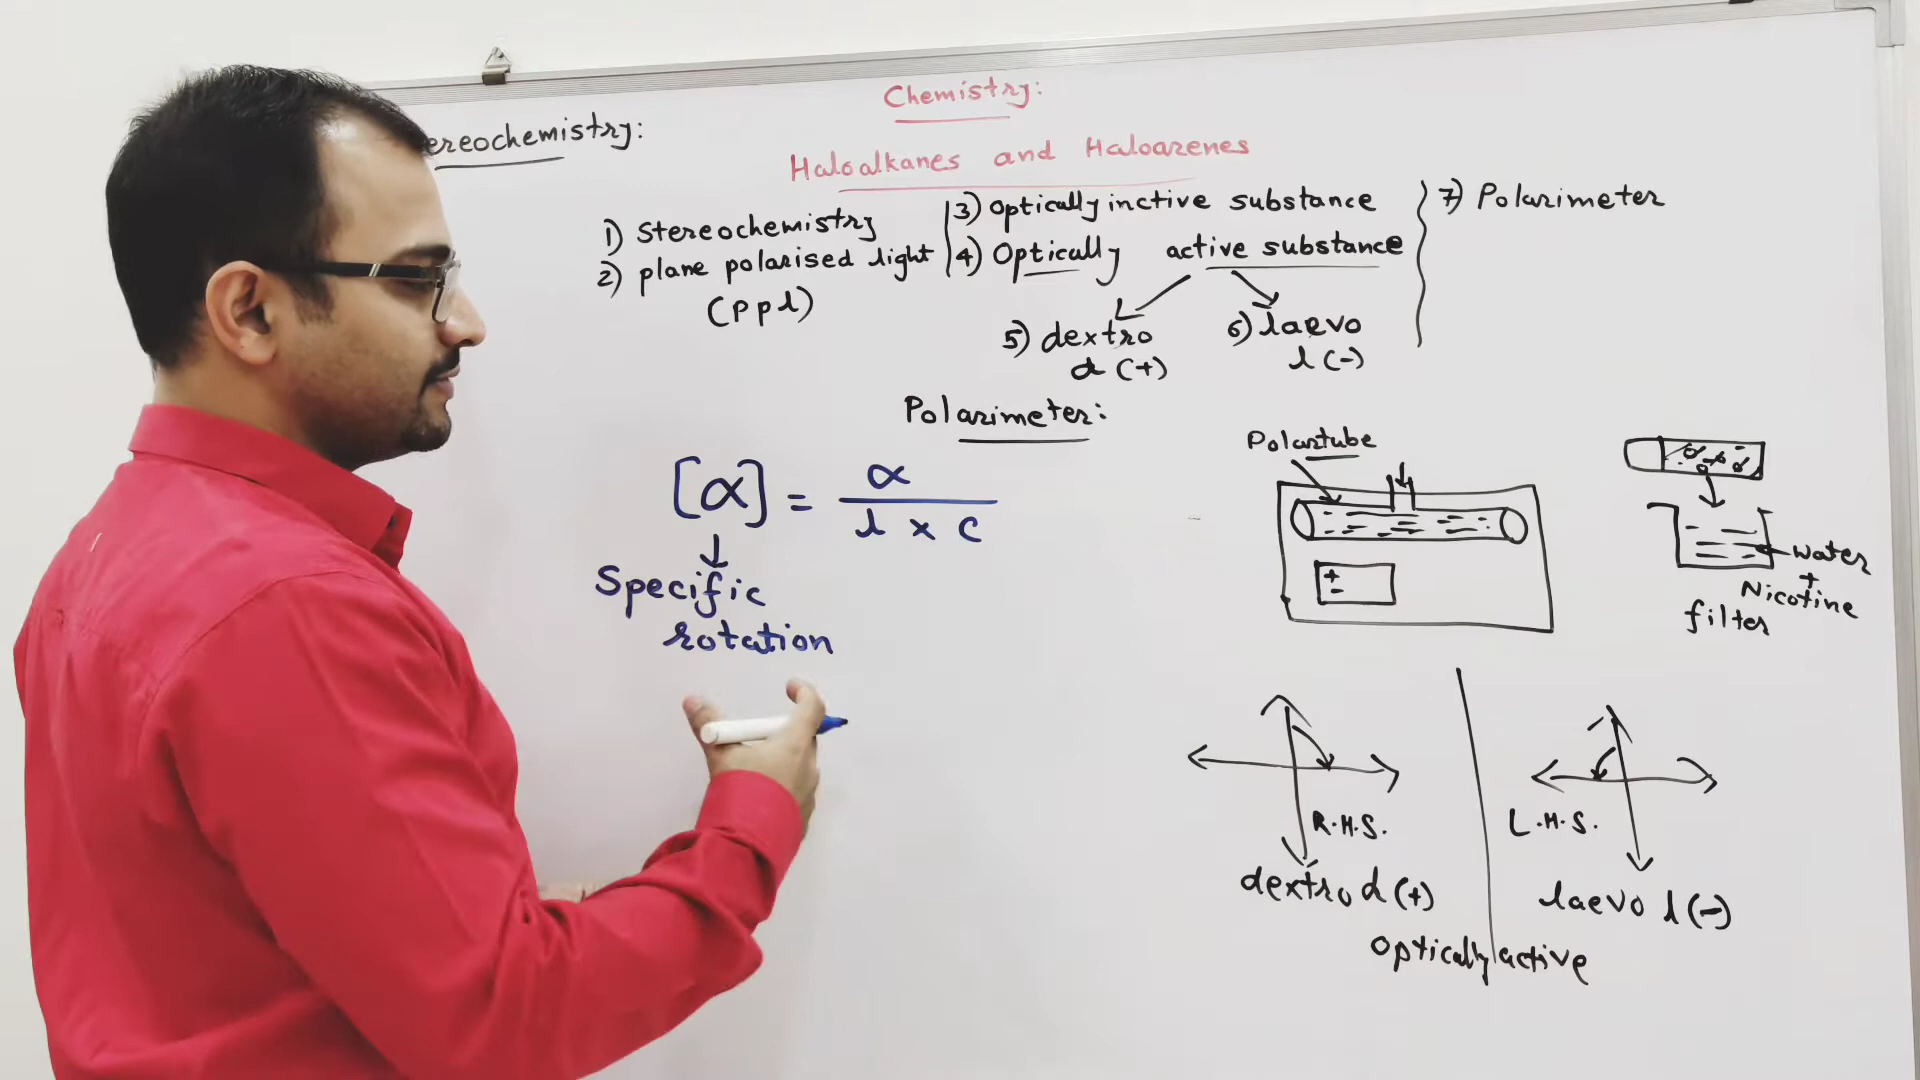 Chemistry:
ereochemistry:
Haloalkanes and Haloarenes
1) Stereochemistry
2) plane polarised light
(ppl)
3) Optically inctive substance
4) Optically active substance
5) dextro
d (+)
6) laevo
l (-)
7) Polarimeter
Polarimeter:
[α] = α
l × c
Specific
rotation
Polartube
+
-
water
+
Nicotine
filter
R.H.S.
dextro d (+)
L.H.S.
laevo l (-)
Optically active